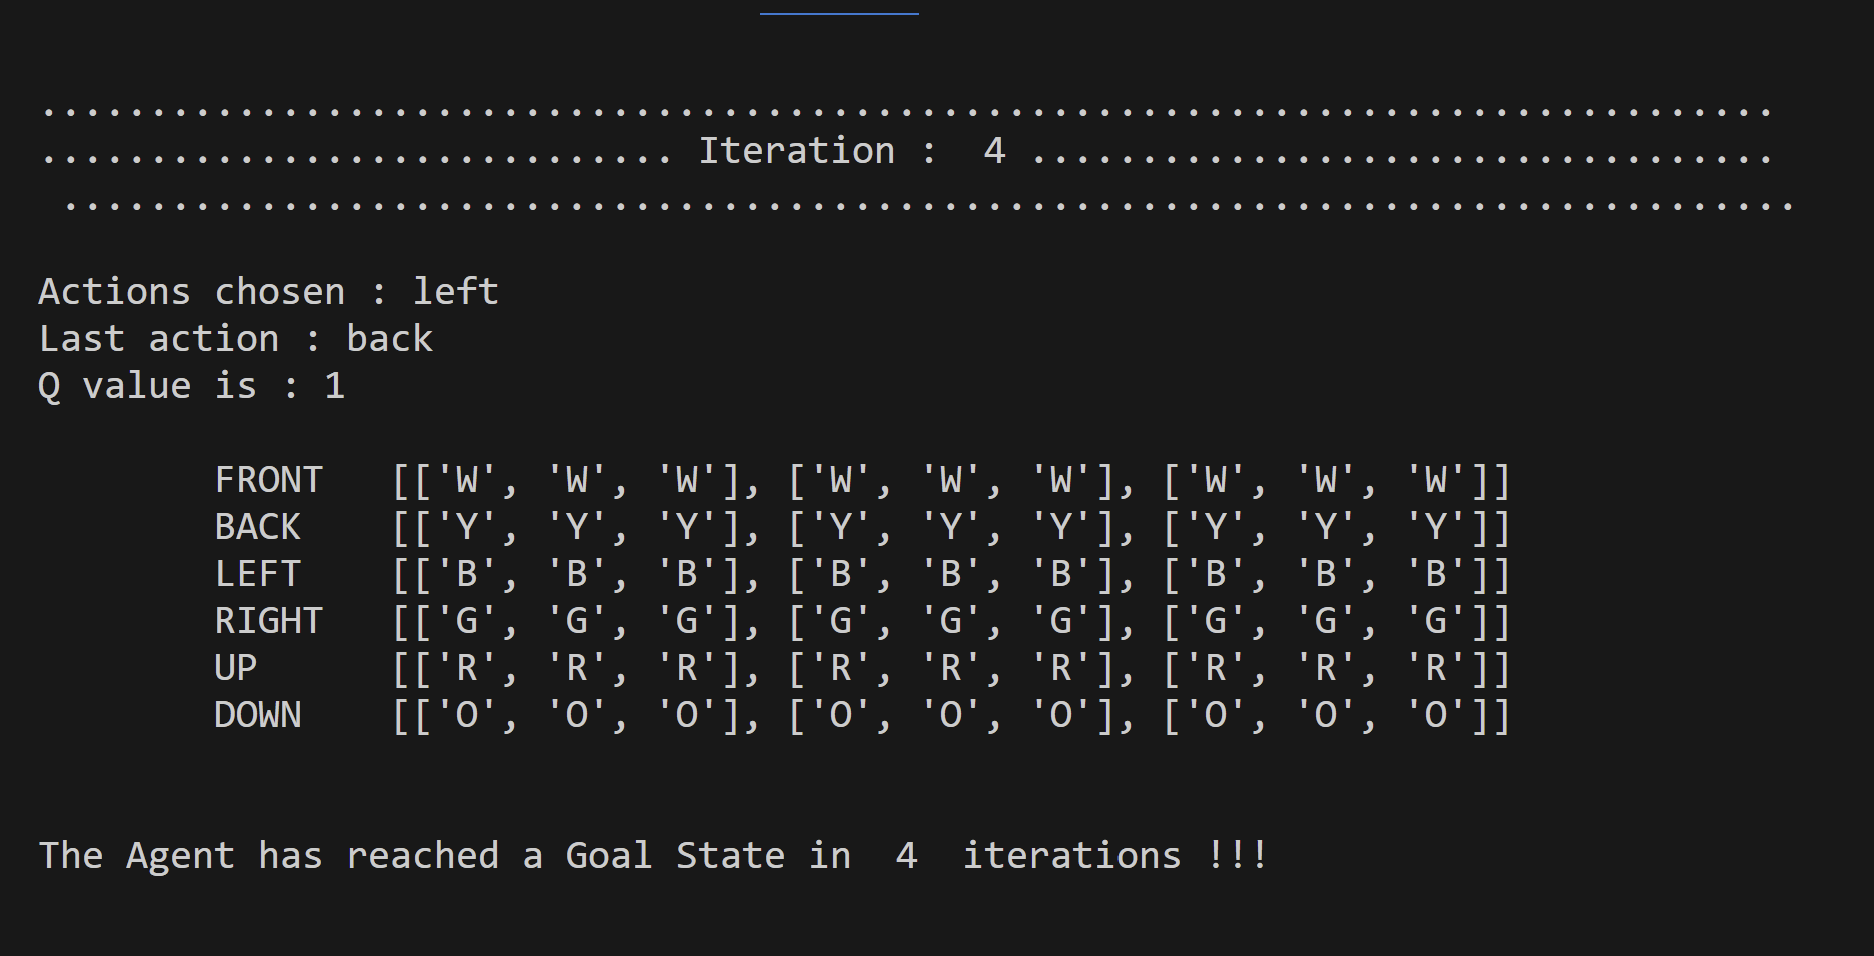 ...............................................................................
............................. Iteration :  4 ..................................
 ...............................................................................
Actions chosen : left
Last action : back
Q value is : 1
FRONT   [['W', 'W', 'W'], ['W', 'W', 'W'], ['W', 'W', 'W']]
BACK    [['Y', 'Y', 'Y'], ['Y', 'Y', 'Y'], ['Y', 'Y', 'Y']]
LEFT    [['B', 'B', 'B'], ['B', 'B', 'B'], ['B', 'B', 'B']]
RIGHT   [['G', 'G', 'G'], ['G', 'G', 'G'], ['G', 'G', 'G']]
UP      [['R', 'R', 'R'], ['R', 'R', 'R'], ['R', 'R', 'R']]
DOWN    [['O', 'O', 'O'], ['O', 'O', 'O'], ['O', 'O', 'O']]
The Agent has reached a Goal State in  4  iterations !!!